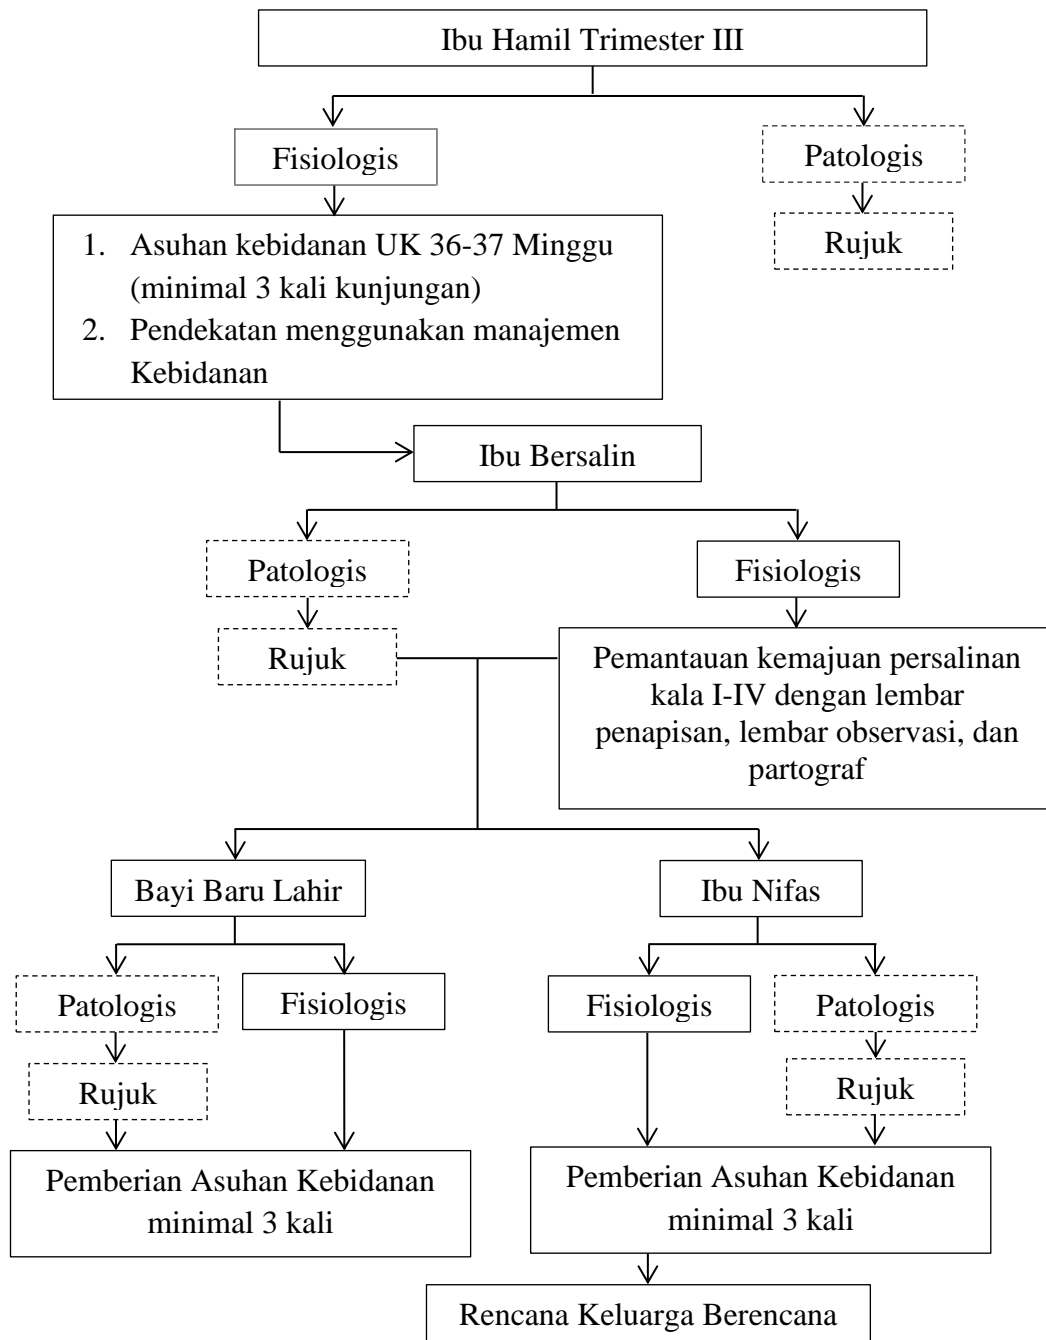 Ibu Hamil Trimester III
Fisiologis
Patologis
Rujuk
1. Asuhan kebidanan UK 36-37 Minggu
(minimal 3 kali kunjungan)
2. Pendekatan menggunakan manajemen
Kebidanan
Ibu Bersalin
Patologis
Fisiologis
Rujuk
Pemantauan kemajuan persalinan
kala I-IV dengan lembar
penapisan, lembar observasi, dan
partograf
Bayi Baru Lahir
Ibu Nifas
Patologis
Fisiologis
Fisiologis
Patologis
Rujuk
Rujuk
Pemberian Asuhan Kebidanan
minimal 3 kali
Pemberian Asuhan Kebidanan
minimal 3 kali
Rencana Keluarga Berencana